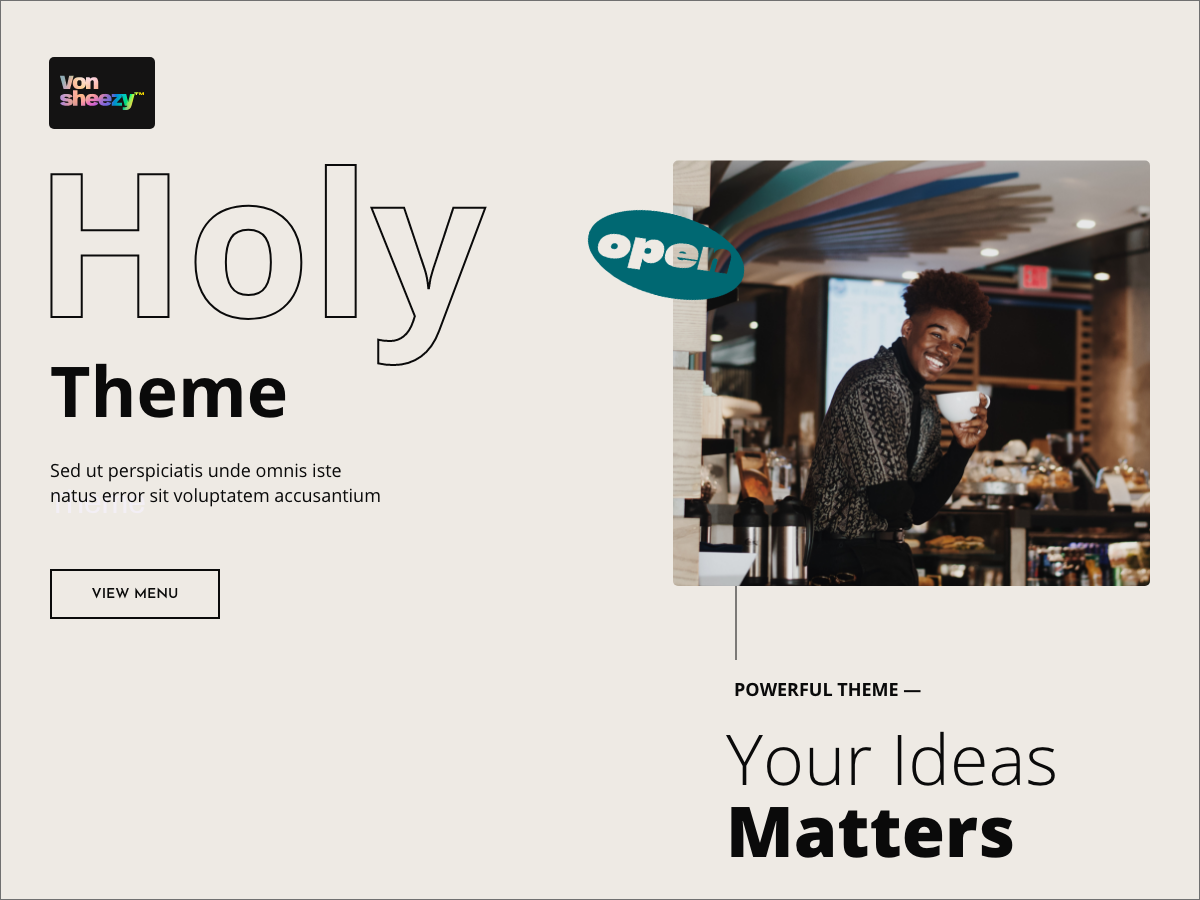 Von
sheezy™
Holy
open
Theme
Sed ut perspiciatis unde omnis iste
natus error sit voluptatem accusantium
Theme
VIEW MENU
EXIT
POWERFUL THEME —
Your Ideas
Matters